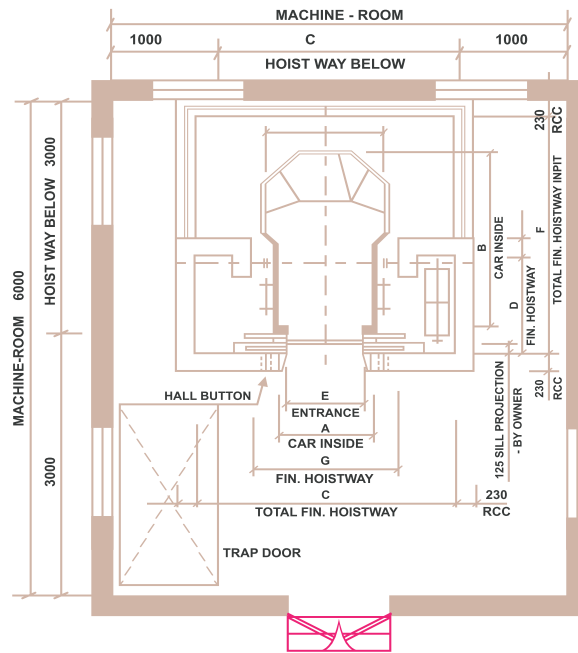 MACHINE - ROOM
1000 C 1000
HOIST WAY BELOW
230
RCC
MACHINE-ROOM 6000
HOIST WAY BELOW 3000
3000
B
CAR INSIDE
D
FIN. HOISTWAY
F
TOTAL FIN. HOISTWAY INPIT
230
RCC
125 SILL PROJECTION
- BY OWNER
HALL BUTTON
E
ENTRANCE
A
CAR INSIDE
G
FIN. HOISTWAY
C
TOTAL FIN. HOISTWAY
230
RCC
TRAP DOOR